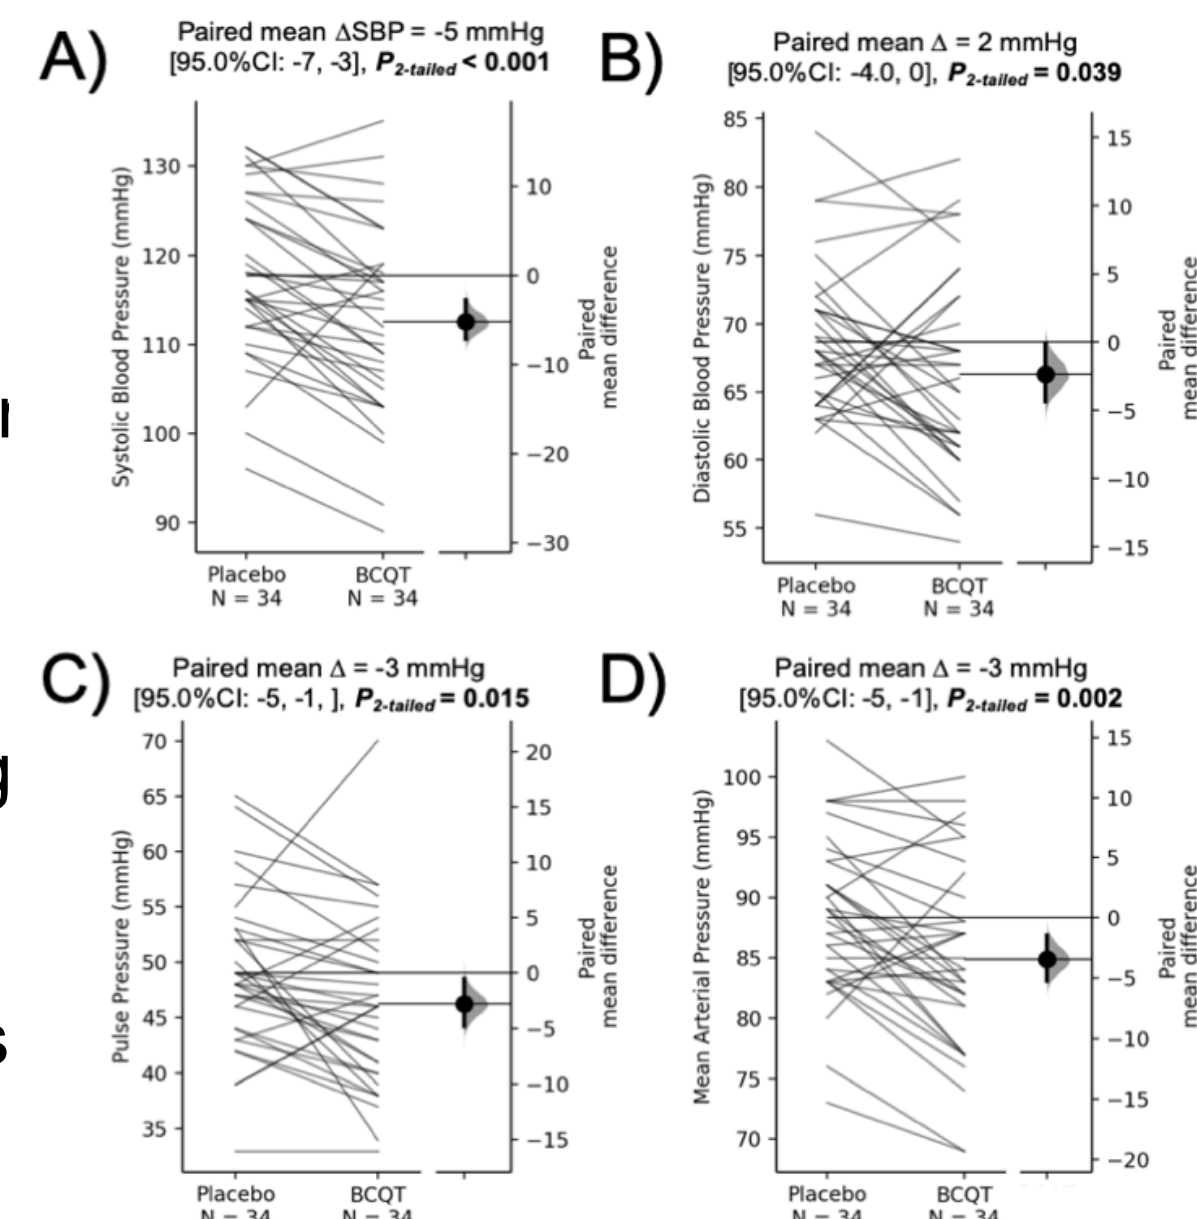 A)
Paired mean ΔSBP = -5 mmHg
[95.0%CI: -7, -3], P2-tailed < 0.001
Systolic Blood Pressure (mmHg)
130
120
110
100
90
10
0
−10
−20
−30
Paired
mean difference
Placebo
N = 34
BCQT
N = 34
B)
Paired mean Δ = 2 mmHg
[95.0%CI: -4.0, 0], P2-tailed = 0.039
Diastolic Blood Pressure (mmHg)
85
80
75
70
65
60
55
15
10
5
0
−5
−10
−15
Paired
mean difference
Placebo
N = 34
BCQT
N = 34
C)
Paired mean Δ = -3 mmHg
[95.0%CI: -5, -1, ], P2-tailed = 0.015
Pulse Pressure (mmHg)
70
65
60
55
50
45
40
35
20
15
10
5
0
−5
−10
−15
Paired
mean difference
Placebo
N = 34
BCQT
N = 34
D)
Paired mean Δ = -3 mmHg
[95.0%CI: -5, -1], P2-tailed = 0.002
Mean Arterial Pressure (mmHg)
100
95
90
85
80
75
70
15
10
5
0
−5
−10
−15
−20
Paired
mean difference
Placebo
N = 34
BCQT
N = 34
g
s